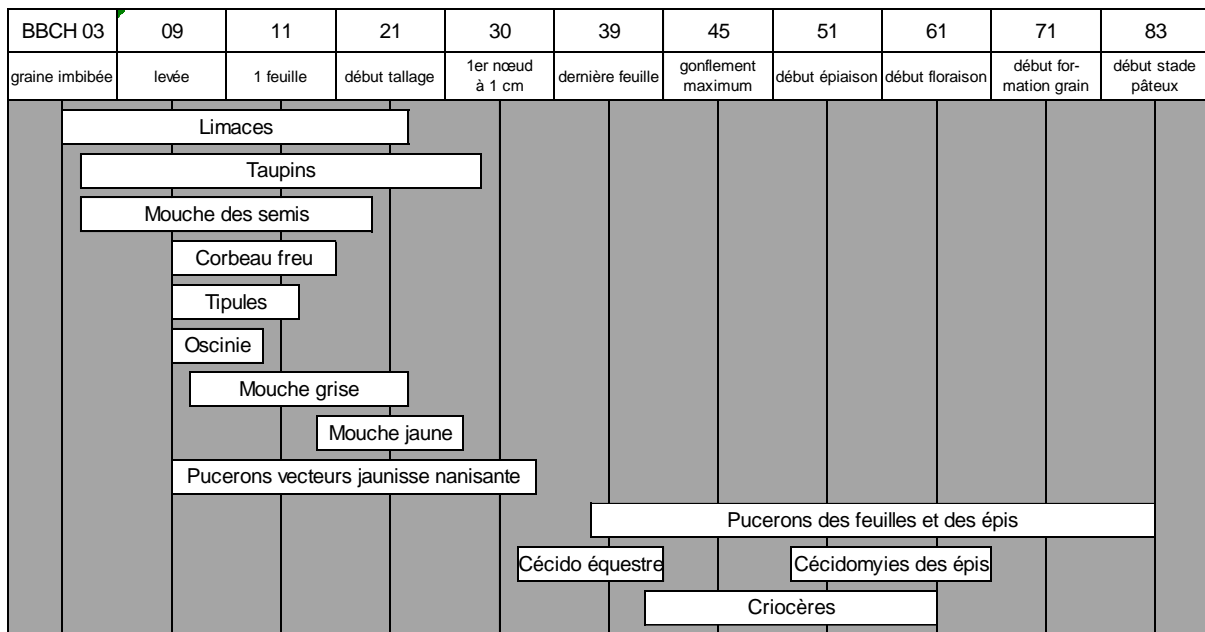 BBCH 03 09 11 21 30 39 45 51 61 71 83
graine imbibée levée 1 feuille début tallage 1er nœud à 1 cm dernière feuille gonflement maximum début épiaison début floraison début for-mation grain début stade pâteux
Limaces
Taupins
Mouche des semis
Corbeau freu
Tipules
Oscinie
Mouche grise
Mouche jaune
Pucerons vecteurs jaunisse nanisante
Pucerons des feuilles et des épis
Cécido équestre Cécidomyies des épis
Criocères